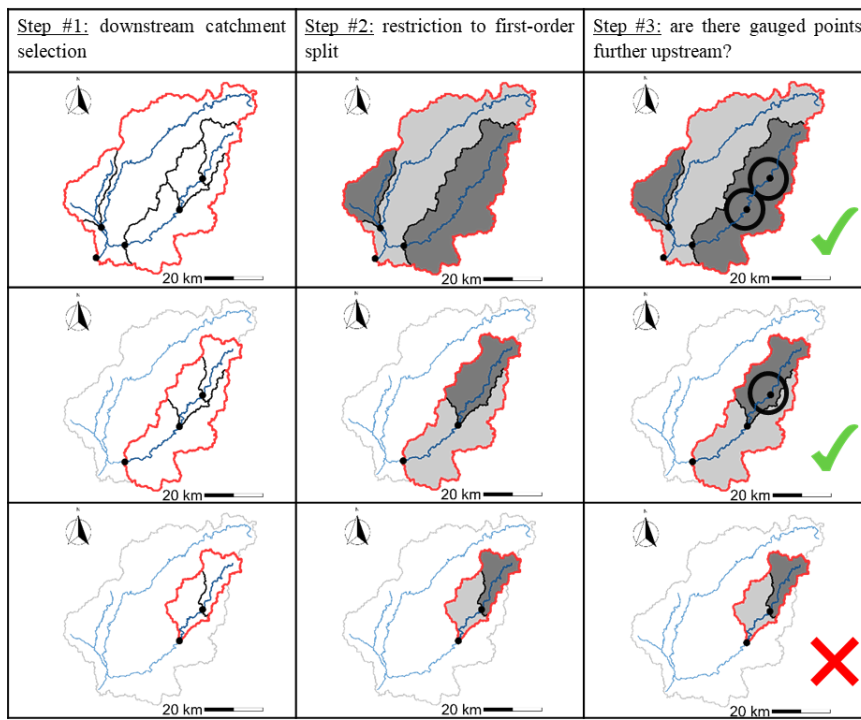 Step #1: downstream catchment
selection
Step #2: restriction to first-order
split
Step #3: are there gauged points
further upstream?
N
20 km
N
20 km
N
20 km
N
20 km
N
20 km
N
20 km
N
20 km
N
20 km
N
20 km